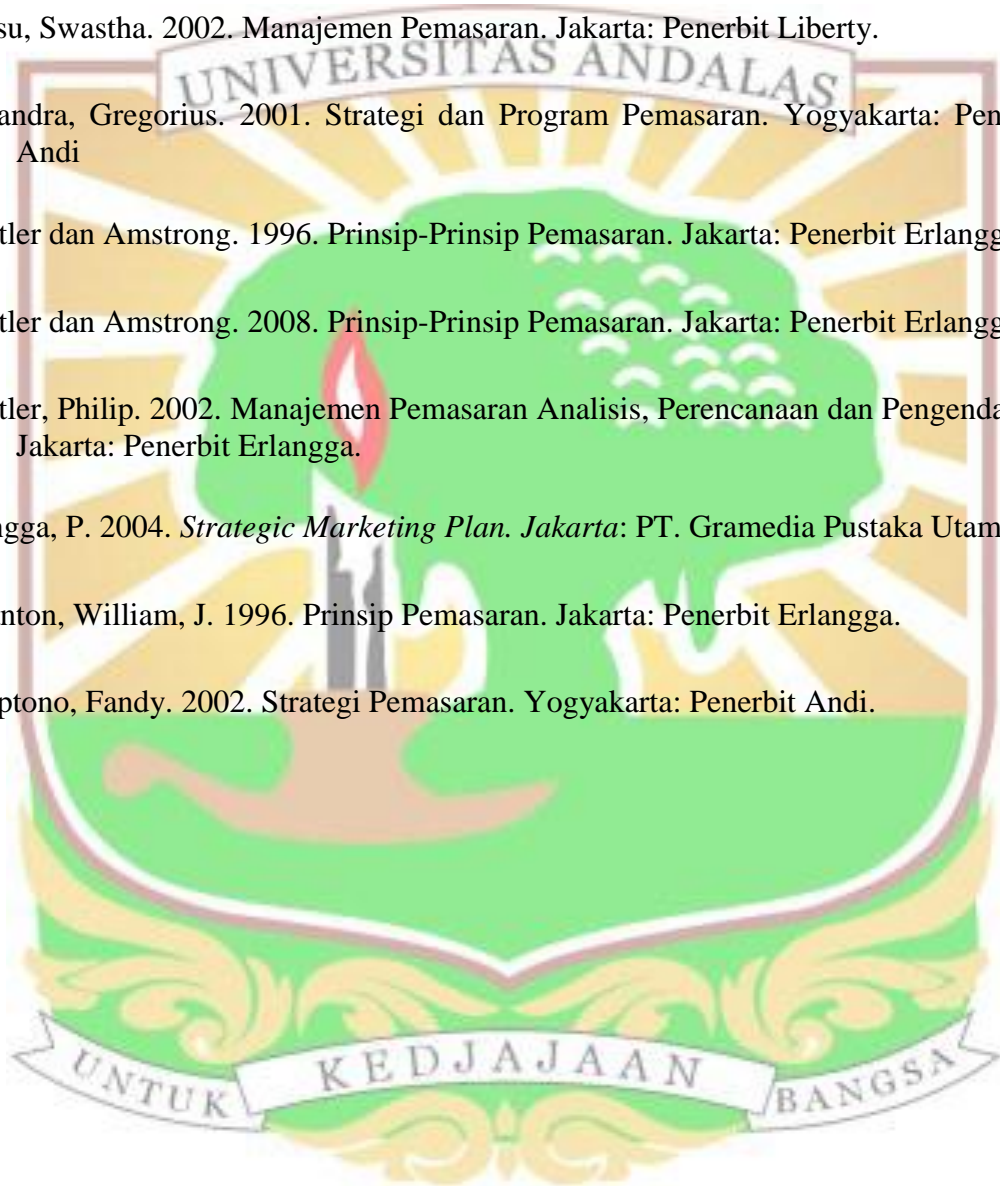 su, Swastha. 2002. Manajemen Pemasaran. Jakarta: Penerbit Liberty.
UNIVERSITAS ANDALAS
andra, Gregorius. 2001. Strategi dan Program Pemasaran. Yogyakarta: Pen
Andi
tler dan Amstrong. 1996. Prinsip-Prinsip Pemasaran. Jakarta: Penerbit Erlangg
tler dan Amstrong. 2008. Prinsip-Prinsip Pemasaran. Jakarta: Penerbit Erlangg
tler, Philip. 2002. Manajemen Pemasaran Analisis, Perencanaan dan Pengenda
Jakarta: Penerbit Erlangga.
ngga, P. 2004. Strategic Marketing Plan. Jakarta: PT. Gramedia Pustaka Utam
nton, William, J. 1996. Prinsip Pemasaran. Jakarta: Penerbit Erlangga.
ptono, Fandy. 2002. Strategi Pemasaran. Yogyakarta: Penerbit Andi.
UNTUK KEDJAJAAN BANGSA